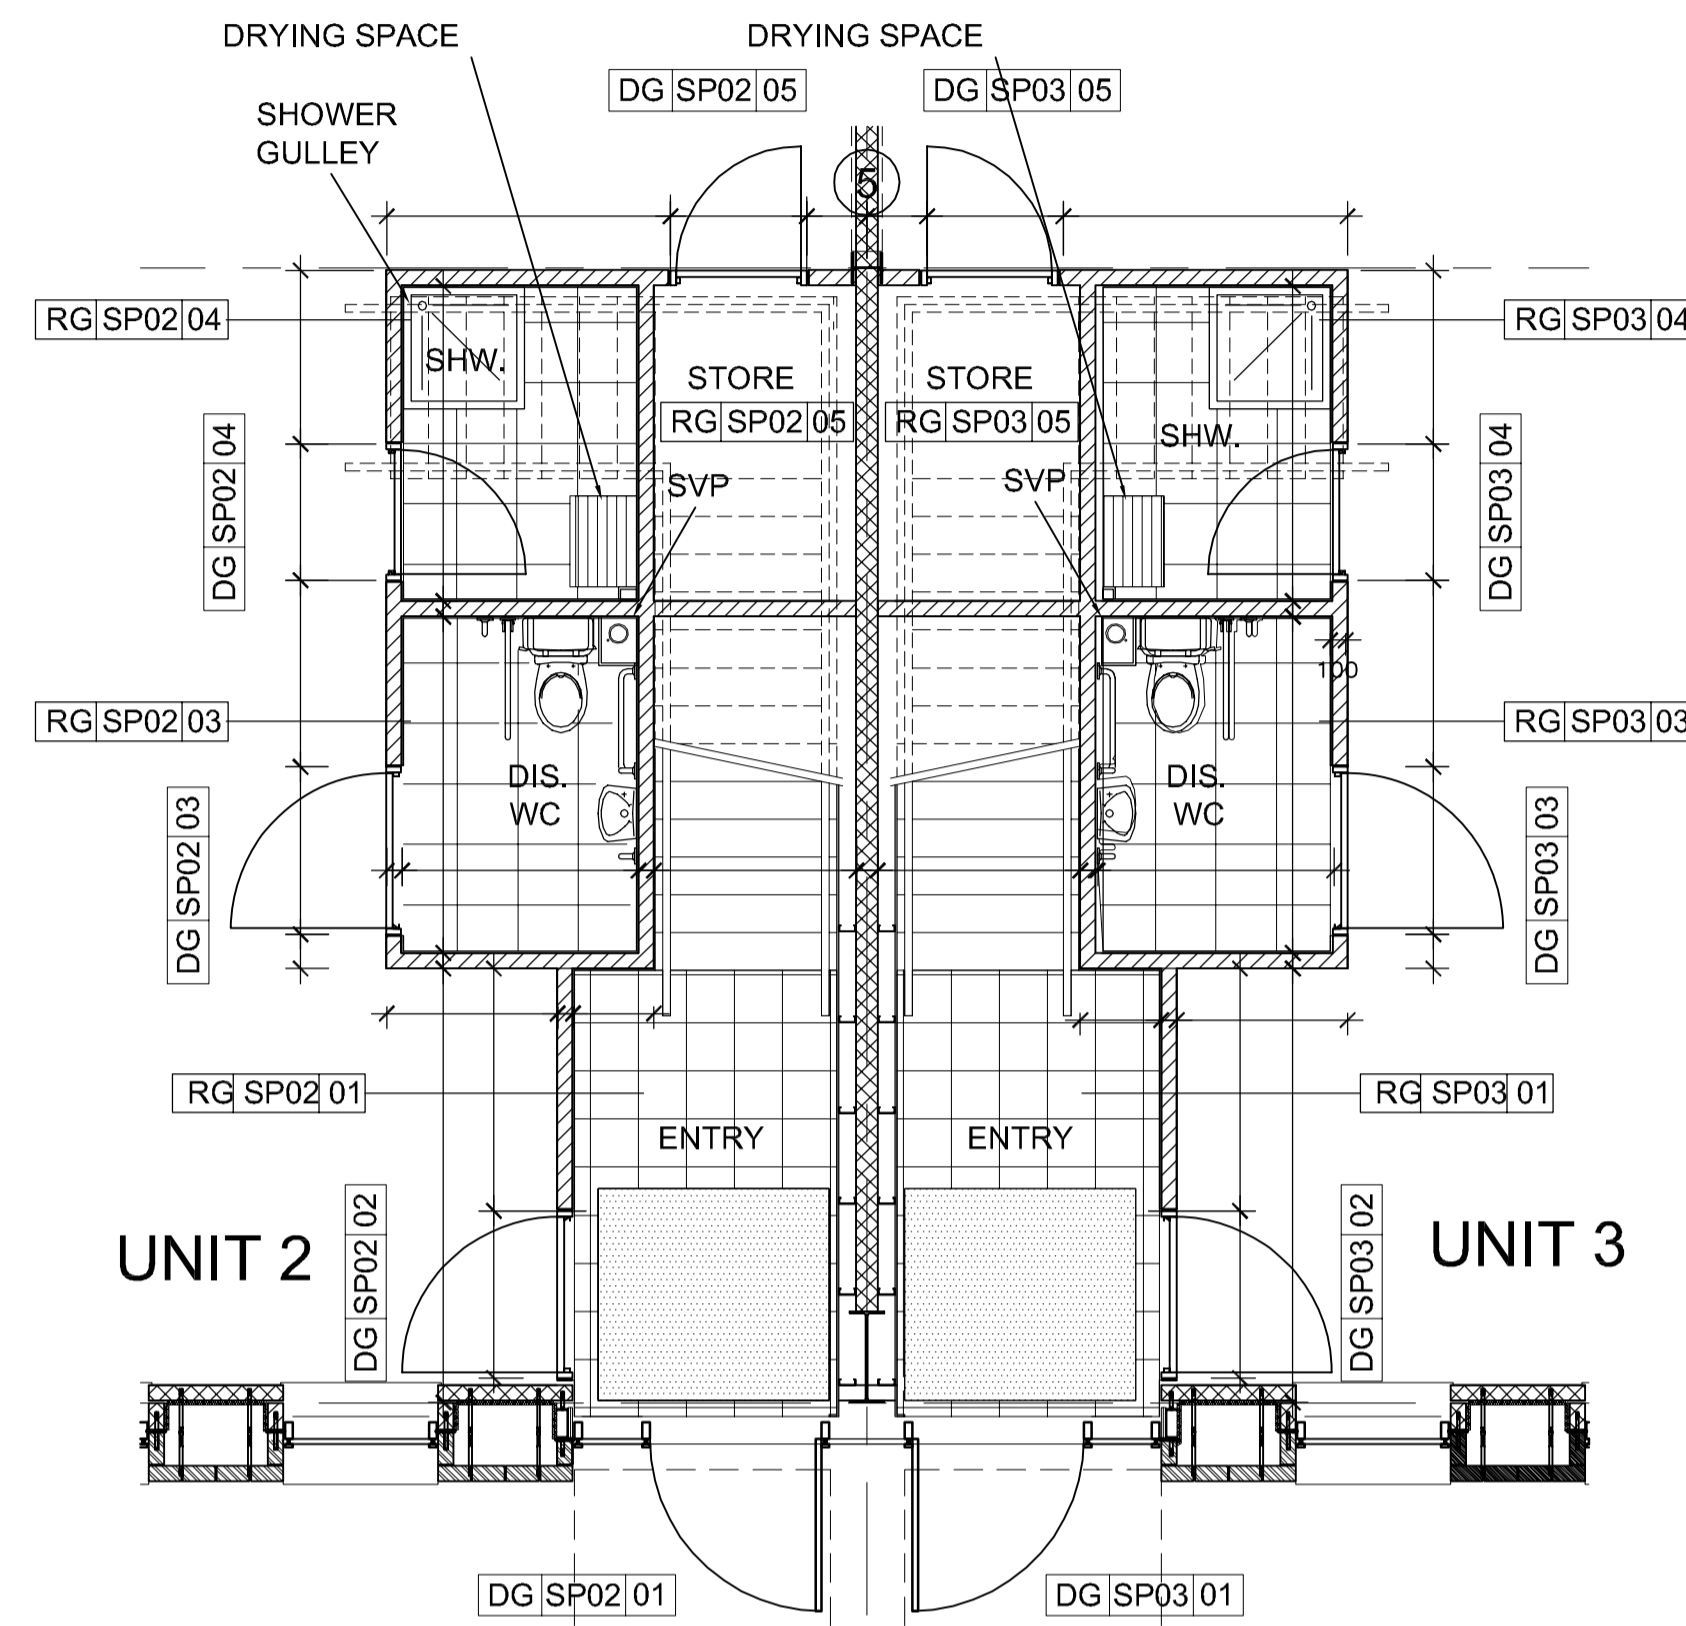 DRYING SPACE
DRYING SPACE
DG SP02 05
DG SP03 05
SHOWER
GULLEY
5
RG SP02 04
RG SP03 04
SHW.
STORE
STORE
RG SP02 05
RG SP03 05
SHW.
DG SP02 04
DG SP03 04
SVP
SVP
100
RG SP02 03
RG SP03 03
DIS.
WC
DIS.
WC
DG SP02 03
DG SP03 03
RG SP02 01
RG SP03 01
ENTRY
ENTRY
DG SP02 02
DG SP03 02
UNIT 2
UNIT 3
DG SP02 01
DG SP03 01